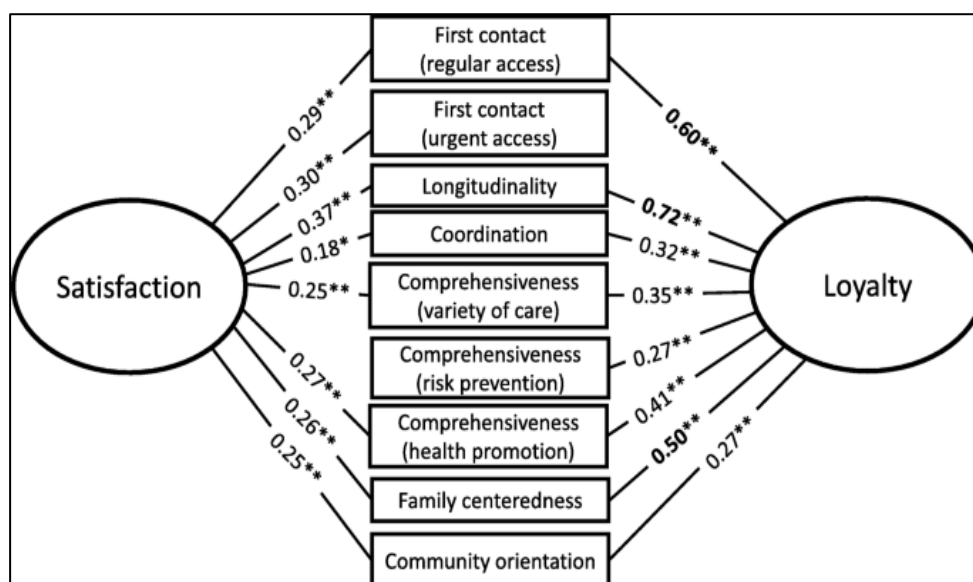 First contact
(regular access)
First contact
(urgent access)
Longitudinality
Coordination
Comprehensiveness
(variety of care)
Comprehensiveness
(risk prevention)
Comprehensiveness
(health promotion)
Family centeredness
Community orientation
Satisfaction
Loyalty
0.29**
0.30**
0.37**
0.18*
0.25**
0.27**
0.26**
0.25**
0.60**
0.72**
0.32**
0.35**
0.27**
0.41**
0.50**
0.27**